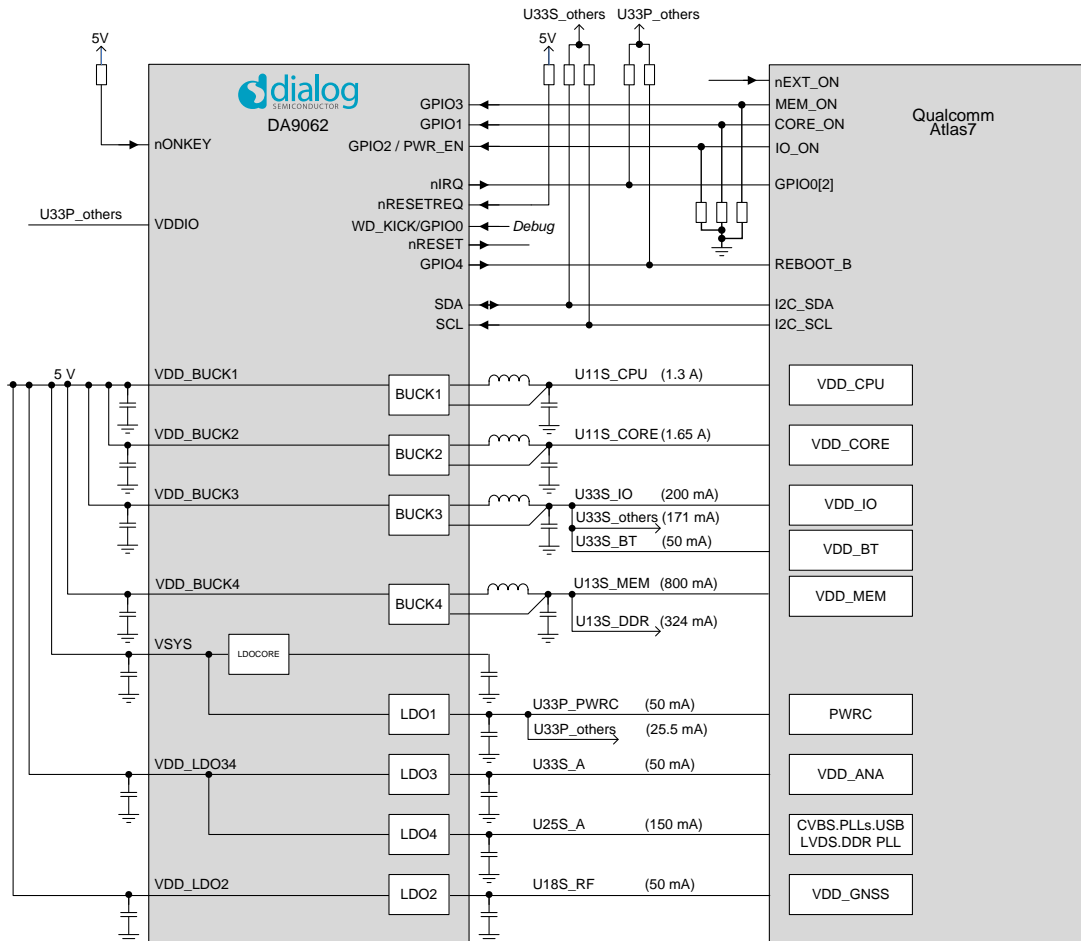 U33S_others U33P_others
5V 5V
dialog
SEMICONDUCTOR
DA9062
Qualcomm
Atlas7
nONKEY
U33P_others
VDDIO
GPIO3
GPIO1
GPIO2 / PWR_EN
nIRQ
nRESETREQ
WD_KICK/GPIO0
Debug
nRESET
GPIO4
SDA
SCL
nEXT_ON
MEM_ON
CORE_ON
IO_ON
GPIO0[2]
REBOOT_B
I2C_SDA
I2C_SCL
5 V
VDD_BUCK1 BUCK1 U11S_CPU (1.3 A) VDD_CPU
VDD_BUCK2 BUCK2 U11S_CORE (1.65 A) VDD_CORE
VDD_BUCK3 BUCK3 U33S_IO (200 mA) VDD_IO
U33S_others (171 mA)
U33S_BT (50 mA) VDD_BT
VDD_BUCK4 BUCK4 U13S_MEM (800 mA) VDD_MEM
U13S_DDR (324 mA)
VSYS LDOCORE
LDO1 U33P_PWRC (50 mA) PWRC
U33P_others (25.5 mA)
VDD_LDO34 LDO3 U33S_A (50 mA) VDD_ANA
LDO4 U25S_A (150 mA) CVBS.PLLs.USB
LVDS.DDR PLL
VDD_LDO2 LDO2 U18S_RF (50 mA) VDD_GNSS